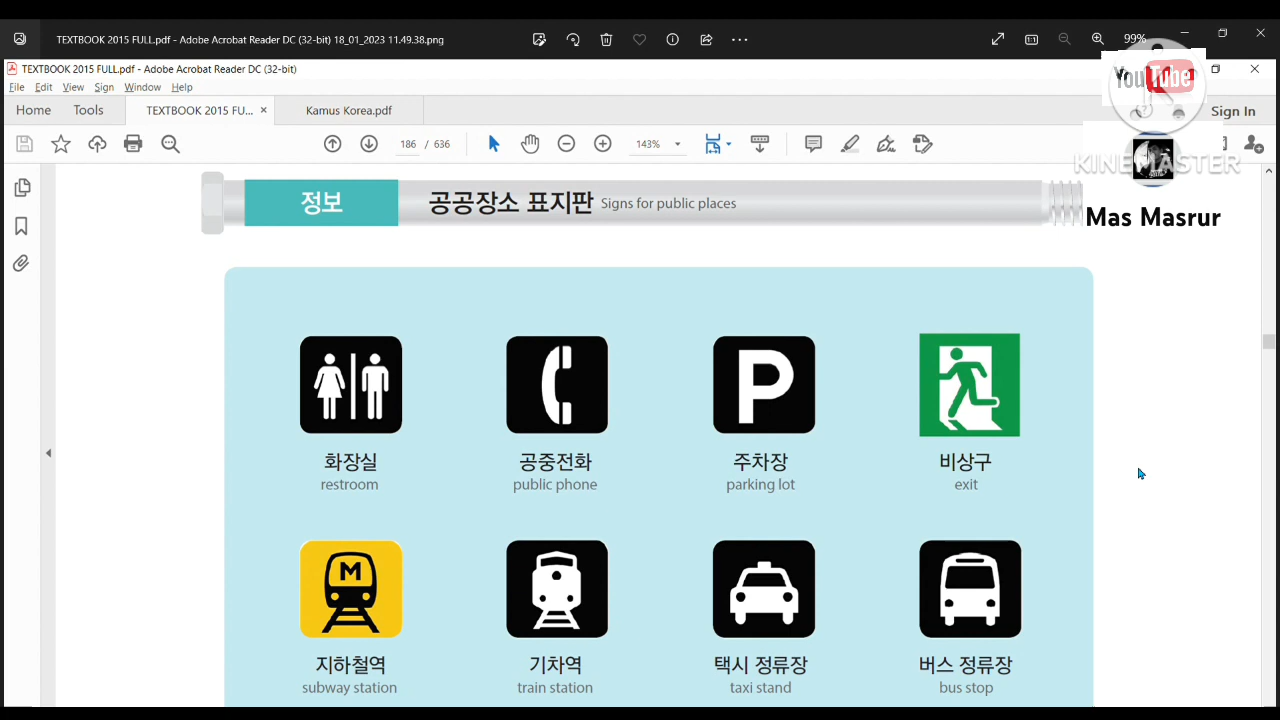 TEXTBOOK 2015 FULL.pdf - Adobe Acrobat Reader DC (32-bit) 18_01_2023 11.49.38.png
99%
TEXTBOOK 2015 FULL.pdf - Adobe Acrobat Reader DC (32-bit)
File Edit View Sign Window Help
YouTube
Home Tools TEXTBOOK 2015 FU... × Kamus Korea.pdf Sign In
186 / 636 143%
KINEMASTER
정보 공공장소 표지판 Signs for public places
Mas Masrur
P
화장실 공중전화 주차장 비상구
restroom public phone parking lot exit
M
지하철역 기차역 택시 정류장 버스 정류장
subway station train station taxi stand bus stop